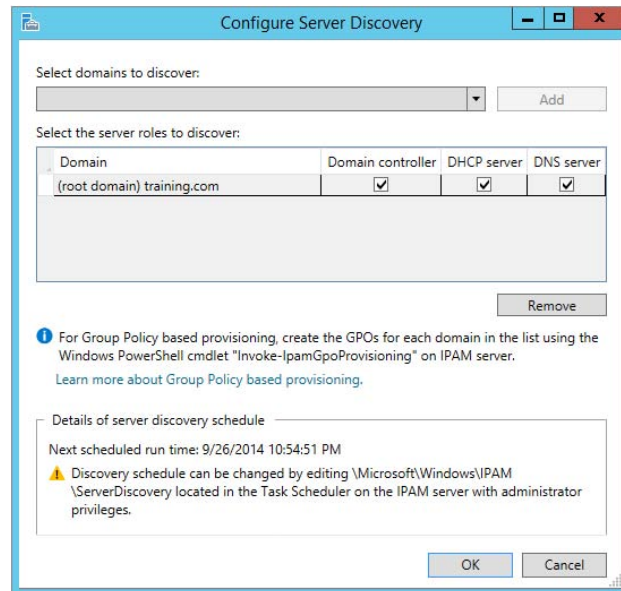 Configure Server Discovery
Select domains to discover:
Add
Select the server roles to discover:
Domain Domain controller DHCP server DNS server
(root domain) training.com
Remove
For Group Policy based provisioning, create the GPOs for each domain in the list using the
Windows PowerShell cmdlet "Invoke-IpamGpoProvisioning" on IPAM server.
Learn more about Group Policy based provisioning.
Details of server discovery schedule
Next scheduled run time: 9/26/2014 10:54:51 PM
Discovery schedule can be changed by editing \Microsoft\Windows\IPAM
\ServerDiscovery located in the Task Scheduler on the IPAM server with administrator
privileges.
OK Cancel